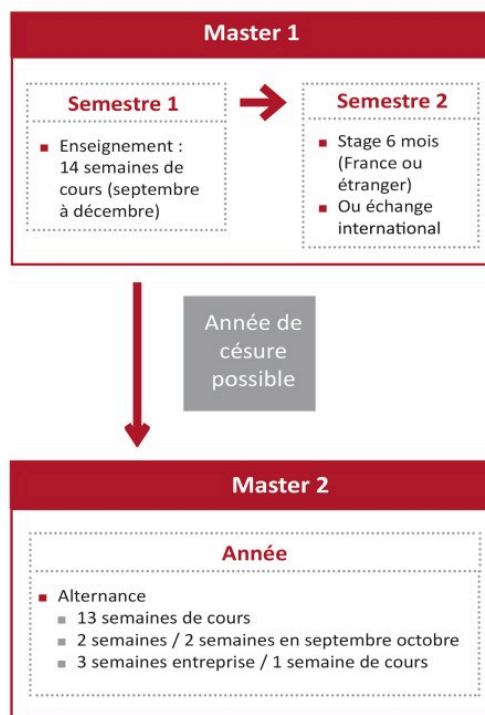 Master 1
Semestre 1
Enseignement :
14 semaines de
cours (septembre
à décembre)
Semestre 2
Stage 6 mois
(France ou
étranger)
Ou échange
international
Année de
césure
possible
Master 2
Année
Alternance
13 semaines de cours
2 semaines / 2 semaines en septembre octobre
3 semaines entreprise / 1 semaine de cours